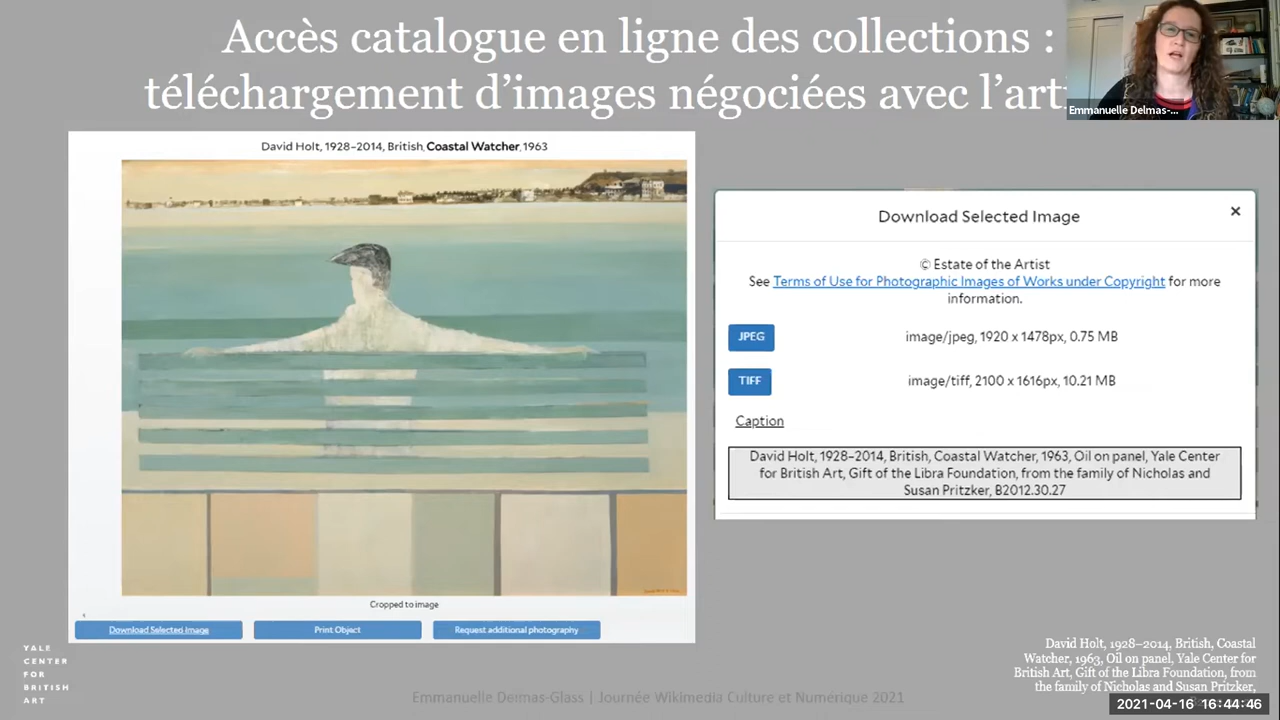 Accès catalogue en ligne des collections :
téléchargement d'images négociées avec l'art
Emmanuelle Delmas-...
David Holt, 1928–2014, British, Coastal Watcher, 1963
Cropped to image
Download Selected Image
Print Object
Request additional photography
Download Selected Image
×
© Estate of the Artist
See Terms of Use for Photographic Images of Works under Copyright for more
information.
JPEG image/jpeg, 1920 x 1478px, 0.75 MB
TIFF image/tiff, 2100 x 1616px, 10.21 MB
Caption
David Holt, 1928–2014, British, Coastal Watcher, 1963, Oil on panel, Yale Center
for British Art, Gift of the Libra Foundation, from the family of Nicholas and
Susan Pritzker, B2012.30.27
YALE
CENTER
FOR
BRITISH
ART
Emmanuelle Delmas-Glass | Journée Wikimedia Culture et Numérique 2021
David Holt, 1928–2014, British, Coastal
Watcher, 1963, Oil on panel, Yale Center for
British Art, Gift of the Libra Foundation, from
the family of Nicholas and Susan Pritzker,
2021-04-16 16:44:46